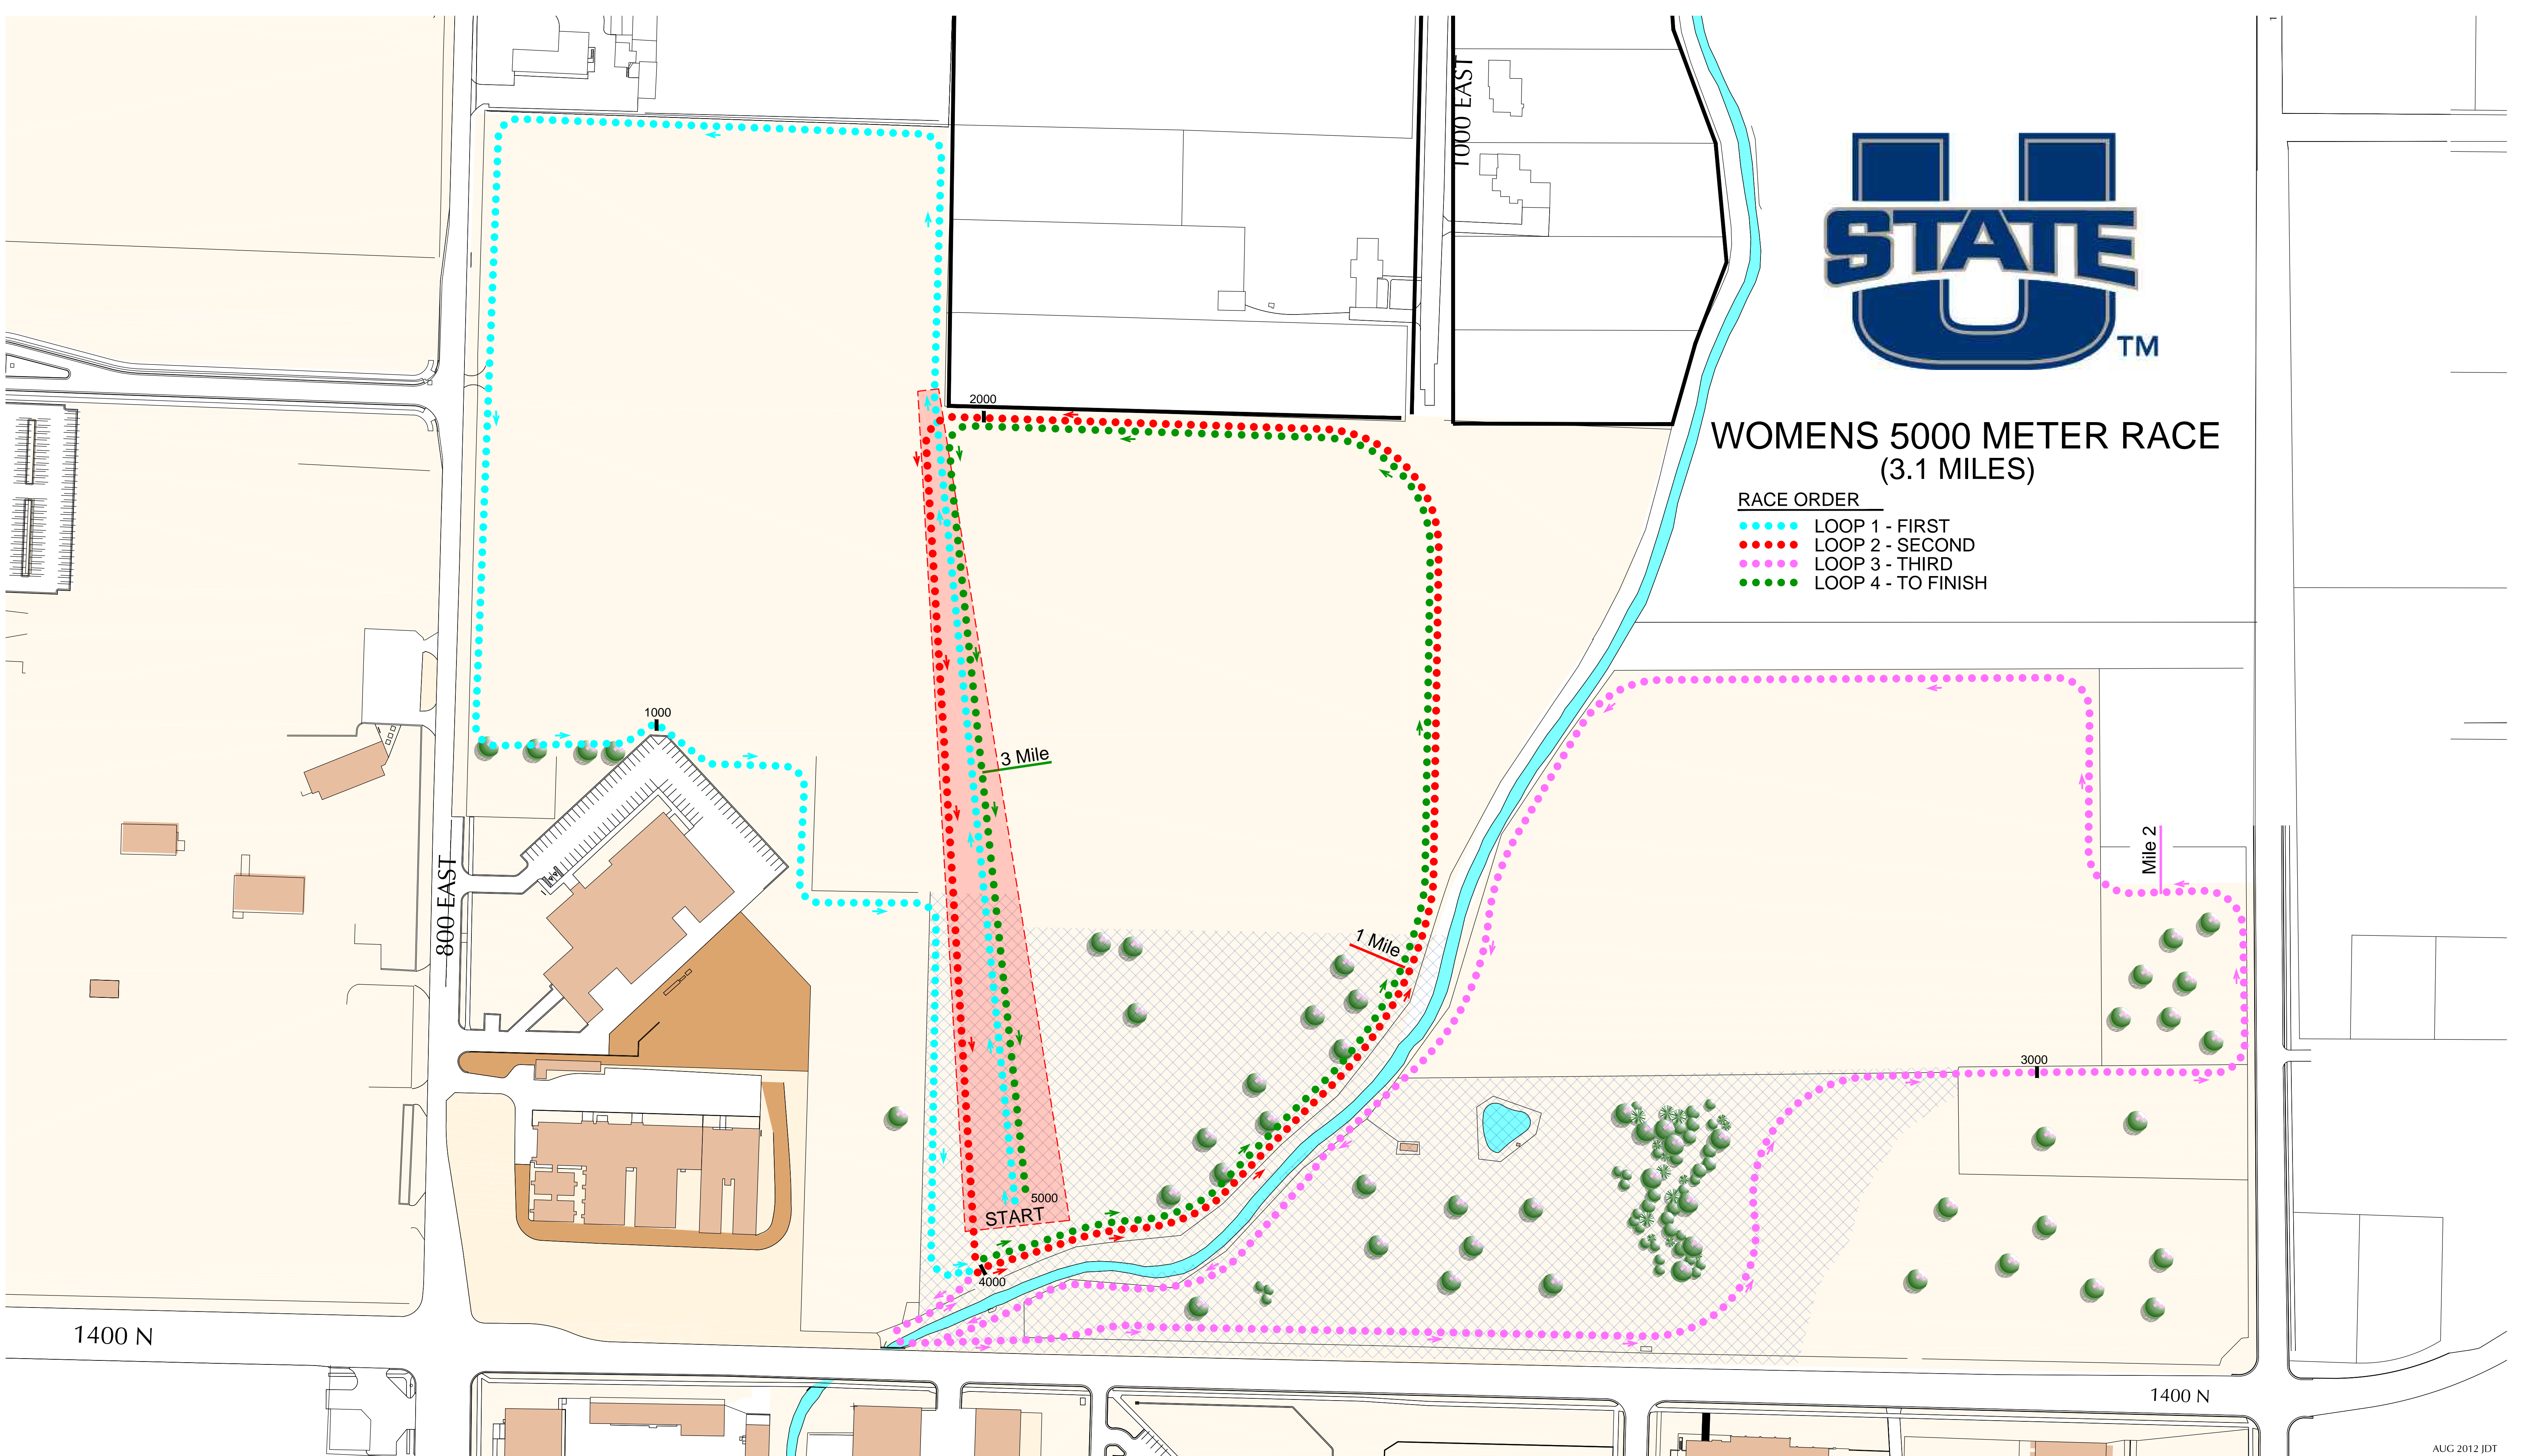 1000 EAST
U
STATE
TM
WOMENS 5000 METER RACE
(3.1 MILES)
RACE ORDER
LOOP 1 - FIRST
LOOP 2 - SECOND
LOOP 3 - THIRD
LOOP 4 - TO FINISH
2000
1000
3 Mile
Mile 2
800 EAST
1 Mile
3000
5000
START
4000
1400 N
1400 N
AUG 2012 JDT